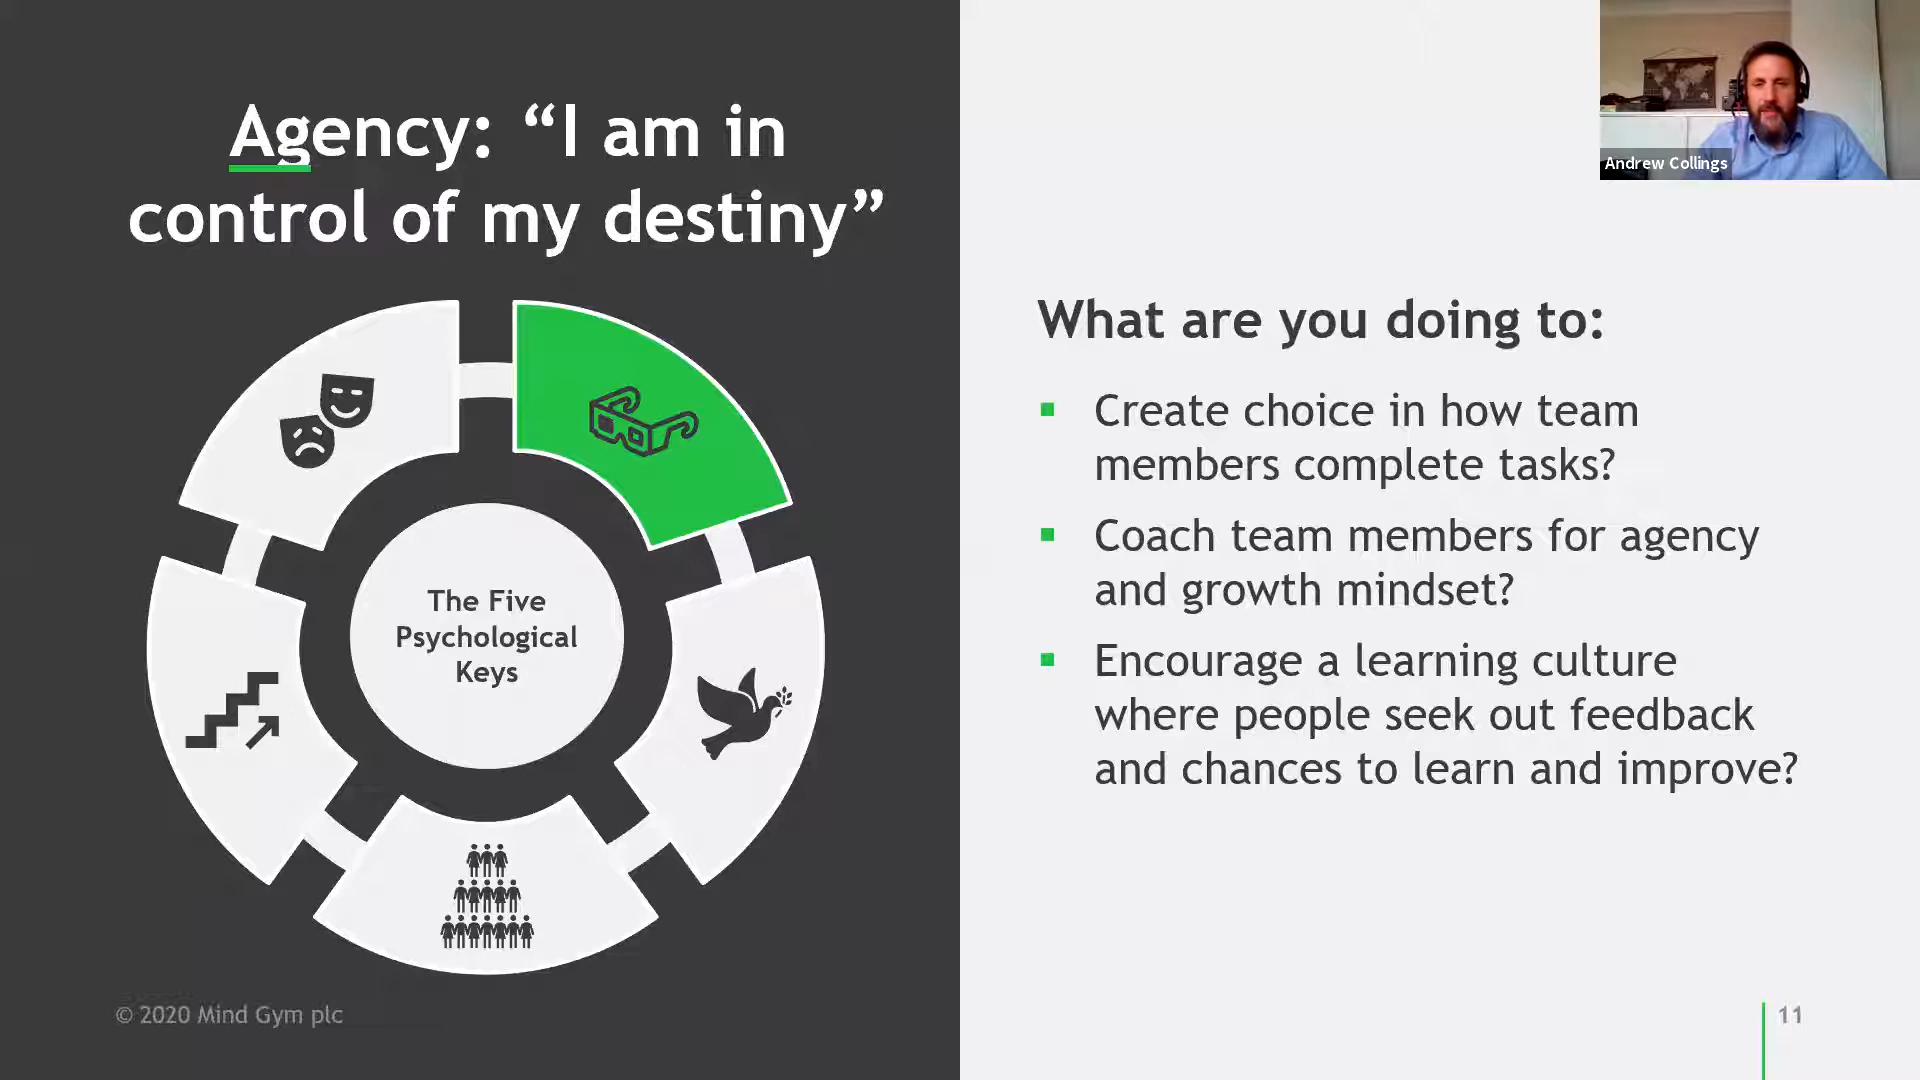 Agency: “I am in
control of my destiny”
The Five
Psychological
Keys
© 2020 Mind Gym plc
Andrew Collings
What are you doing to:
▪ Create choice in how team
members complete tasks?
▪ Coach team members for agency
and growth mindset?
▪ Encourage a learning culture
where people seek out feedback
and chances to learn and improve?
11